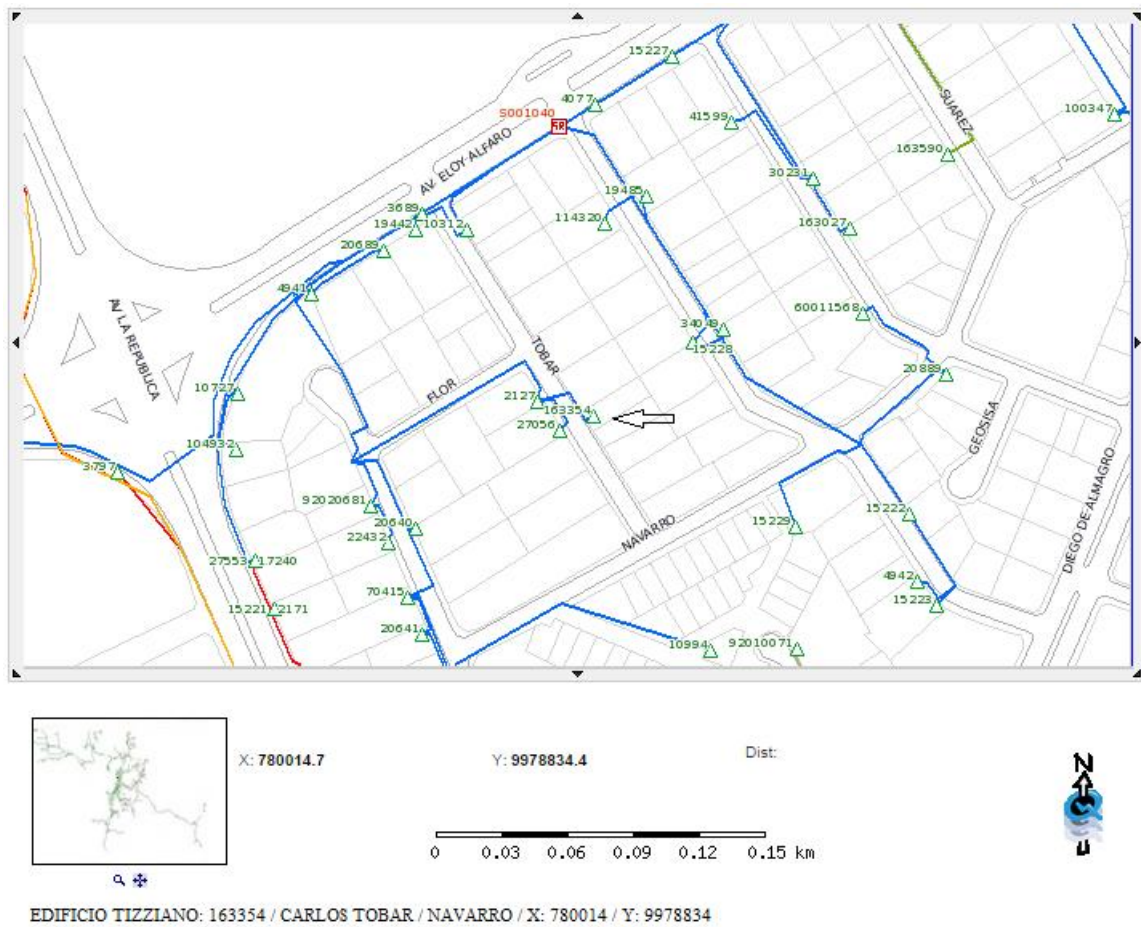 15227
4077
S001040
SR
41599
SUAREZ
100347
163590
AV. ELOY ALFARO
30231
19485
3689
114320
19442
10312
163027
20689
4941
60011568
AV LA REPUBLICA
34049
TOBAR
15228
20889
FLOR
10727
2127
163354
27056
GEOSISA
104932
3797
DIEGO DE ALMAGRO
92020681
20640
15222
NAVARRO
15229
22432
27553
17240
4942
70415
15223
15221
2171
20641
10994
92010071
X: 780014.7
Y: 9978834.4
Dist:
N
0 0.03 0.06 0.09 0.12 0.15 km
EDIFICIO TIZZIANO: 163354 / CARLOS TOBAR / NAVARRO / X: 780014 / Y: 9978834